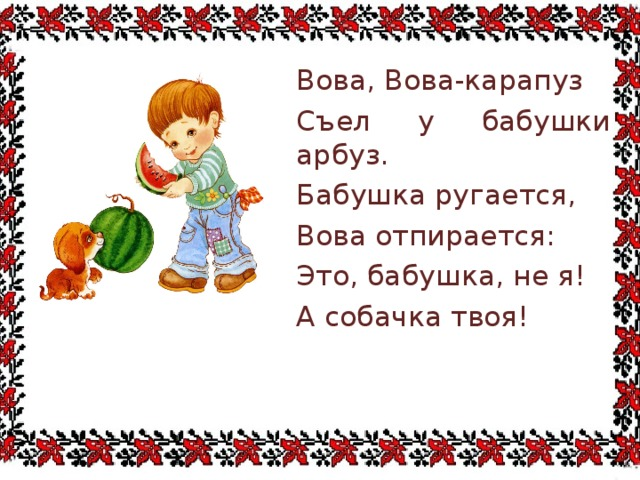 Вова, Вова-карапуз
Съел у бабушки
арбуз.
Бабушка ругается,
Вова отпирается:
Это, бабушка, не я!
А собачка твоя!